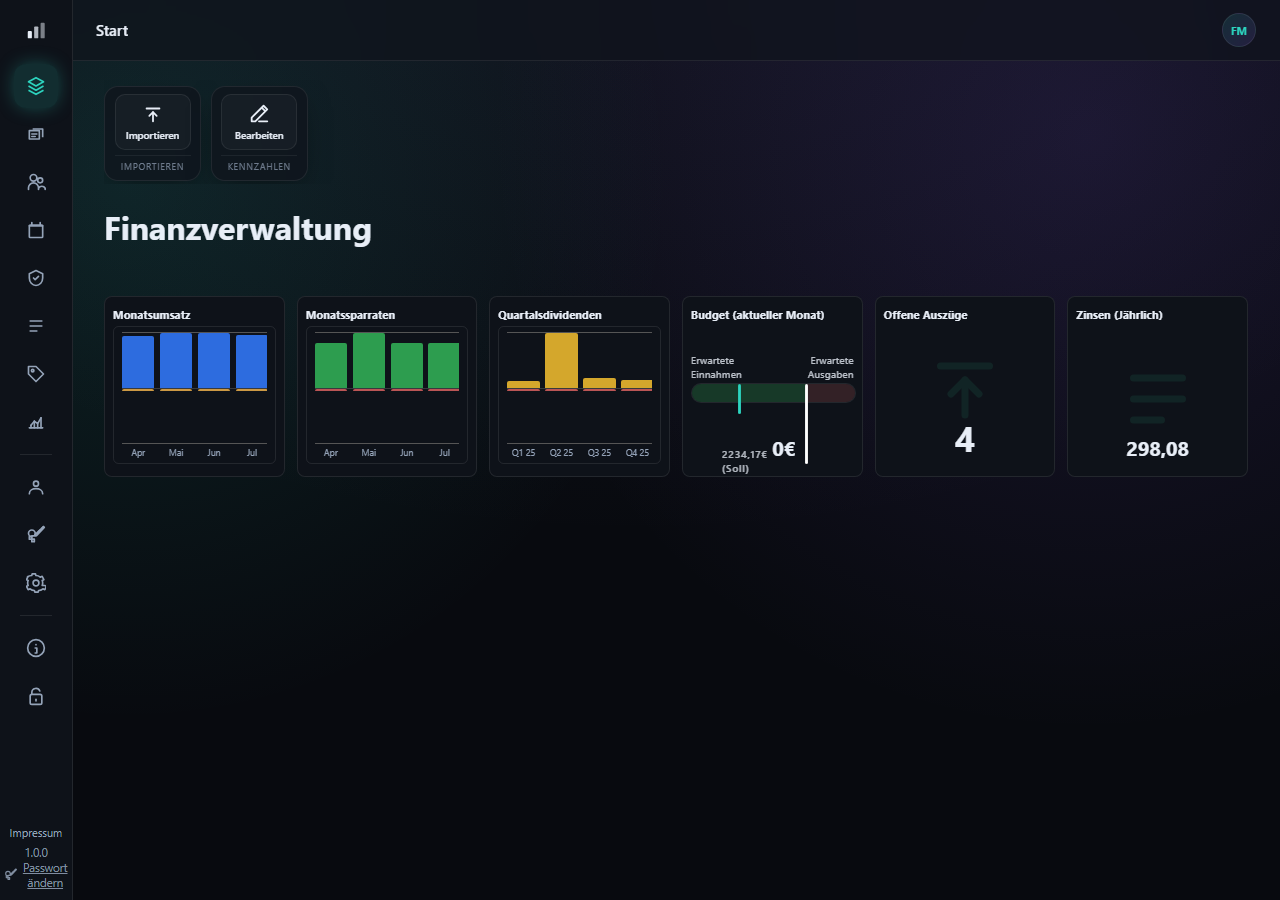 Start
FM
Importieren
Bearbeiten
IMPORTIEREN
KENNZAHLEN
Finanzverwaltung
Monatsumsatz
Apr Mai Jun Jul
Monatssparraten
Apr Mai Jun Jul
Quartalsdividenden
Q1 25 Q2 25 Q3 25 Q4 25
Budget (aktueller Monat)
Erwartete
Einnahmen
Erwartete
Ausgaben
2234,17€
(Soll)
0€
Offene Auszüge
4
Zinsen (Jährlich)
298,08
Impressum
1.0.0
Passwort
ändern